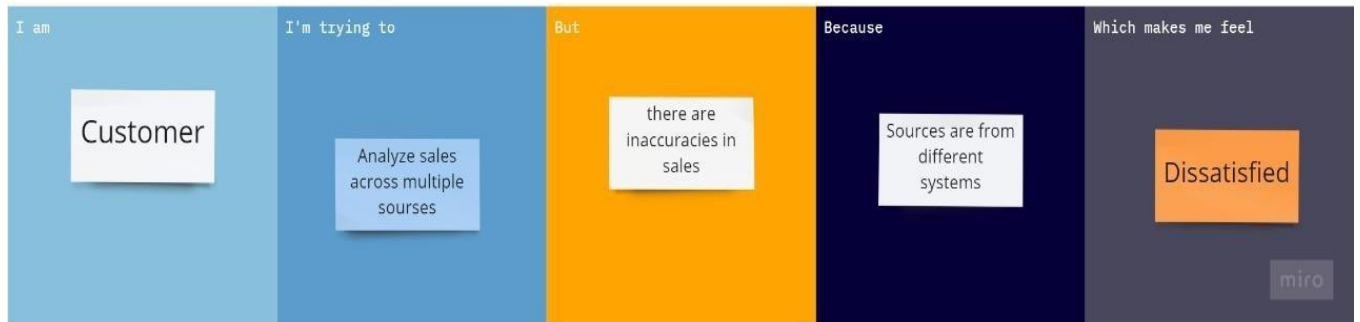 I am
Customer
I'm trying to
Analyze sales
across multiple
sourses
But
there are
inaccuracies in
sales
Because
Sources are from
different
systems
Which makes me feel
Dissatisfied
miro